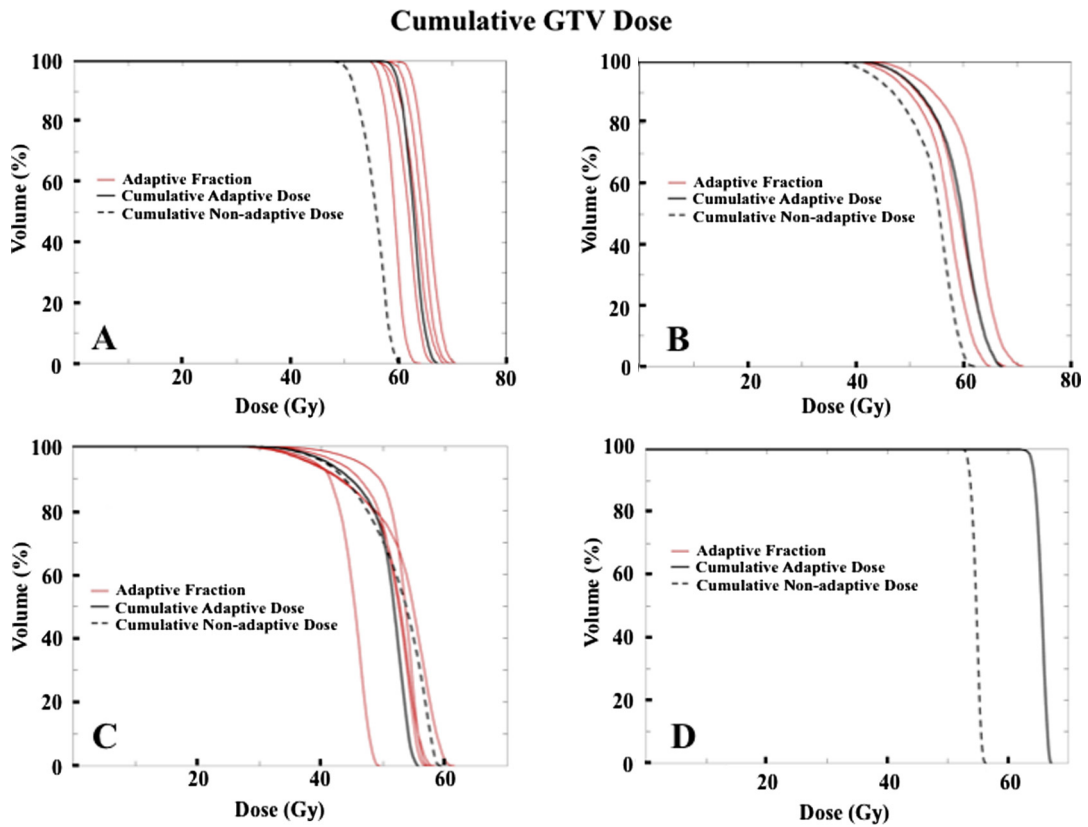 Cumulative GTV Dose
100
80
60
40
20
0
Volume (%)
Adaptive Fraction
Cumulative Adaptive Dose
Cumulative Non-adaptive Dose
A
20 40 60 80
Dose (Gy)
100
80
60
40
20
0
Volume (%)
Adaptive Fraction
Cumulative Adaptive Dose
Cumulative Non-adaptive Dose
B
20 40 60 80
Dose (Gy)
100
80
60
40
20
0
Volume (%)
Adaptive Fraction
Cumulative Adaptive Dose
Cumulative Non-adaptive Dose
C
20 40 60
Dose (Gy)
100
80
60
40
20
0
Volume (%)
Adaptive Fraction
Cumulative Adaptive Dose
Cumulative Non-adaptive Dose
D
20 40 60
Dose (Gy)